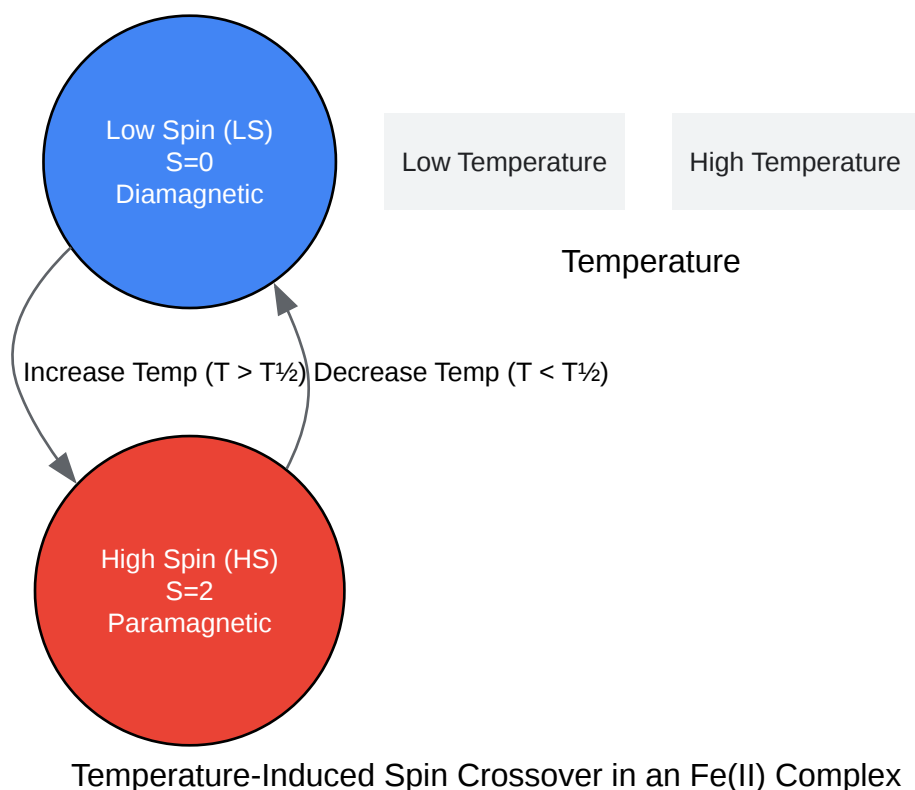 Low Spin (LS)
S=0
Diamagnetic
Low Temperature
High Temperature
Temperature
Increase Temp (T > T½)
Decrease Temp (T < T½)
High Spin (HS)
S=2
Paramagnetic
Temperature-Induced Spin Crossover in an Fe(II) Complex